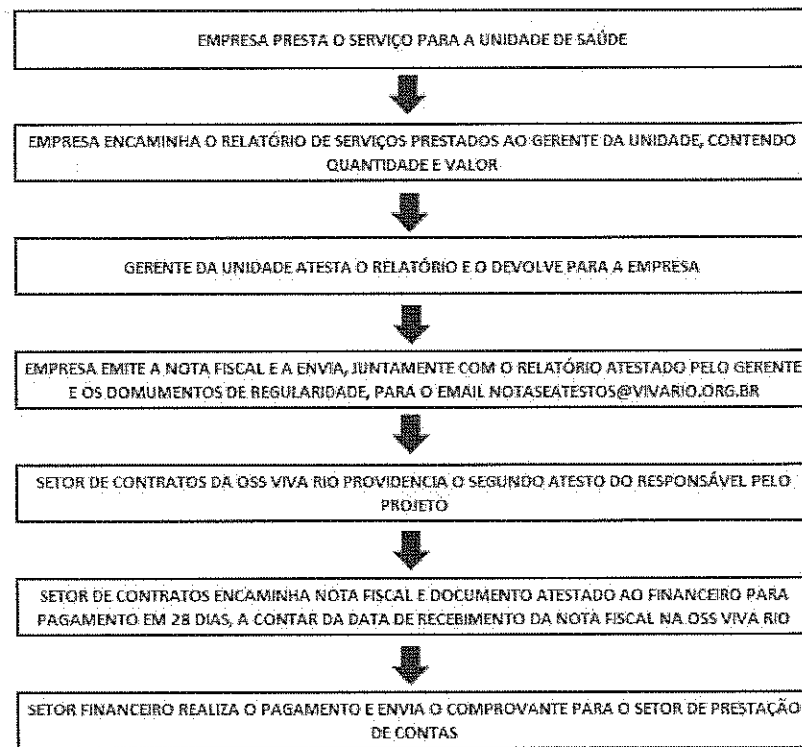 EMPRESA PRESTA O SERVIÇO PARA A UNIDADE DE SAÚDE
EMPRESA ENCAMINHA O RELATÓRIO DE SERVIÇOS PRESTADOS AO GERENTE DA UNIDADE, CONTENDO
QUANTIDADE E VALOR
GERENTE DA UNIDADE ATESTA O RELATÓRIO E O DEVOLVE PARA A EMPRESA
EMPRESA EMITE A NOTA FISCAL E A ENVIA, JUNTAMENTE COM O RELATÓRIO ATESTADO PELO GERENTE
E OS DOMUMENTOS DE REGULARIDADE, PARA O EMAIL NOTASEATESTOS@VIVARIO.ORG.BR
SETOR DE CONTRATOS DA OSS VIVA RIO PROVIDENCIA O SEGUNDO ATESTO DO RESPONSÁVEL PELO
PROJETO
SETOR DE CONTRATOS ENCAMINHA NOTA FISCAL E DOCUMENTO ATESTADO AO FINANCEIRO PARA
PAGAMENTO EM 28 DIAS, A CONTAR DA DATA DE RECEBIMENTO DA NOTA FISCAL NA OSS VIVA RIO
SETOR FINANCEIRO REALIZA O PAGAMENTO E ENVIA O COMPROVANTE PARA O SETOR DE PRESTAÇÃO
DE CONTAS